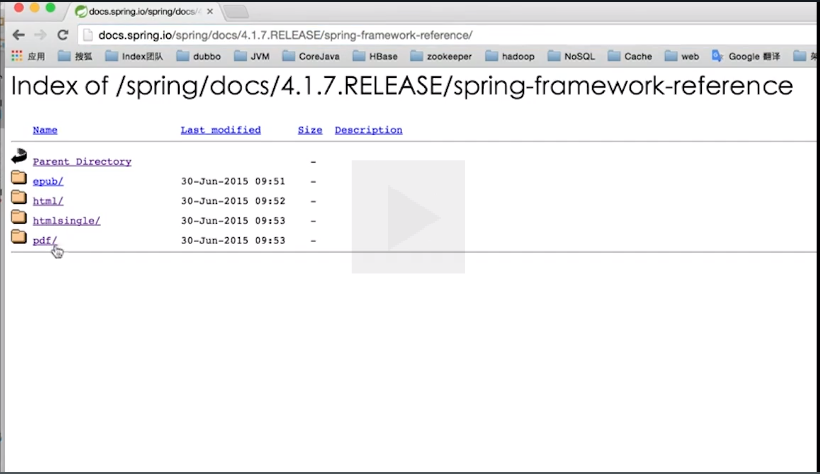 docs.spring.io/spring/docs/4
docs.spring.io/spring/docs/4.1.7.RELEASE/spring-framework-reference/
应用 搜狐 Index团队 dubbo JVM CoreJava HBase zookeeper hadoop NoSQL Cache web Google 翻译
Index of /spring/docs/4.1.7.RELEASE/spring-framework-reference
Name Last modified Size Description
Parent Directory -
epub/ 30-Jun-2015 09:51 -
html/ 30-Jun-2015 09:52 -
htmlsingle/ 30-Jun-2015 09:53 -
pdf/ 30-Jun-2015 09:53 -